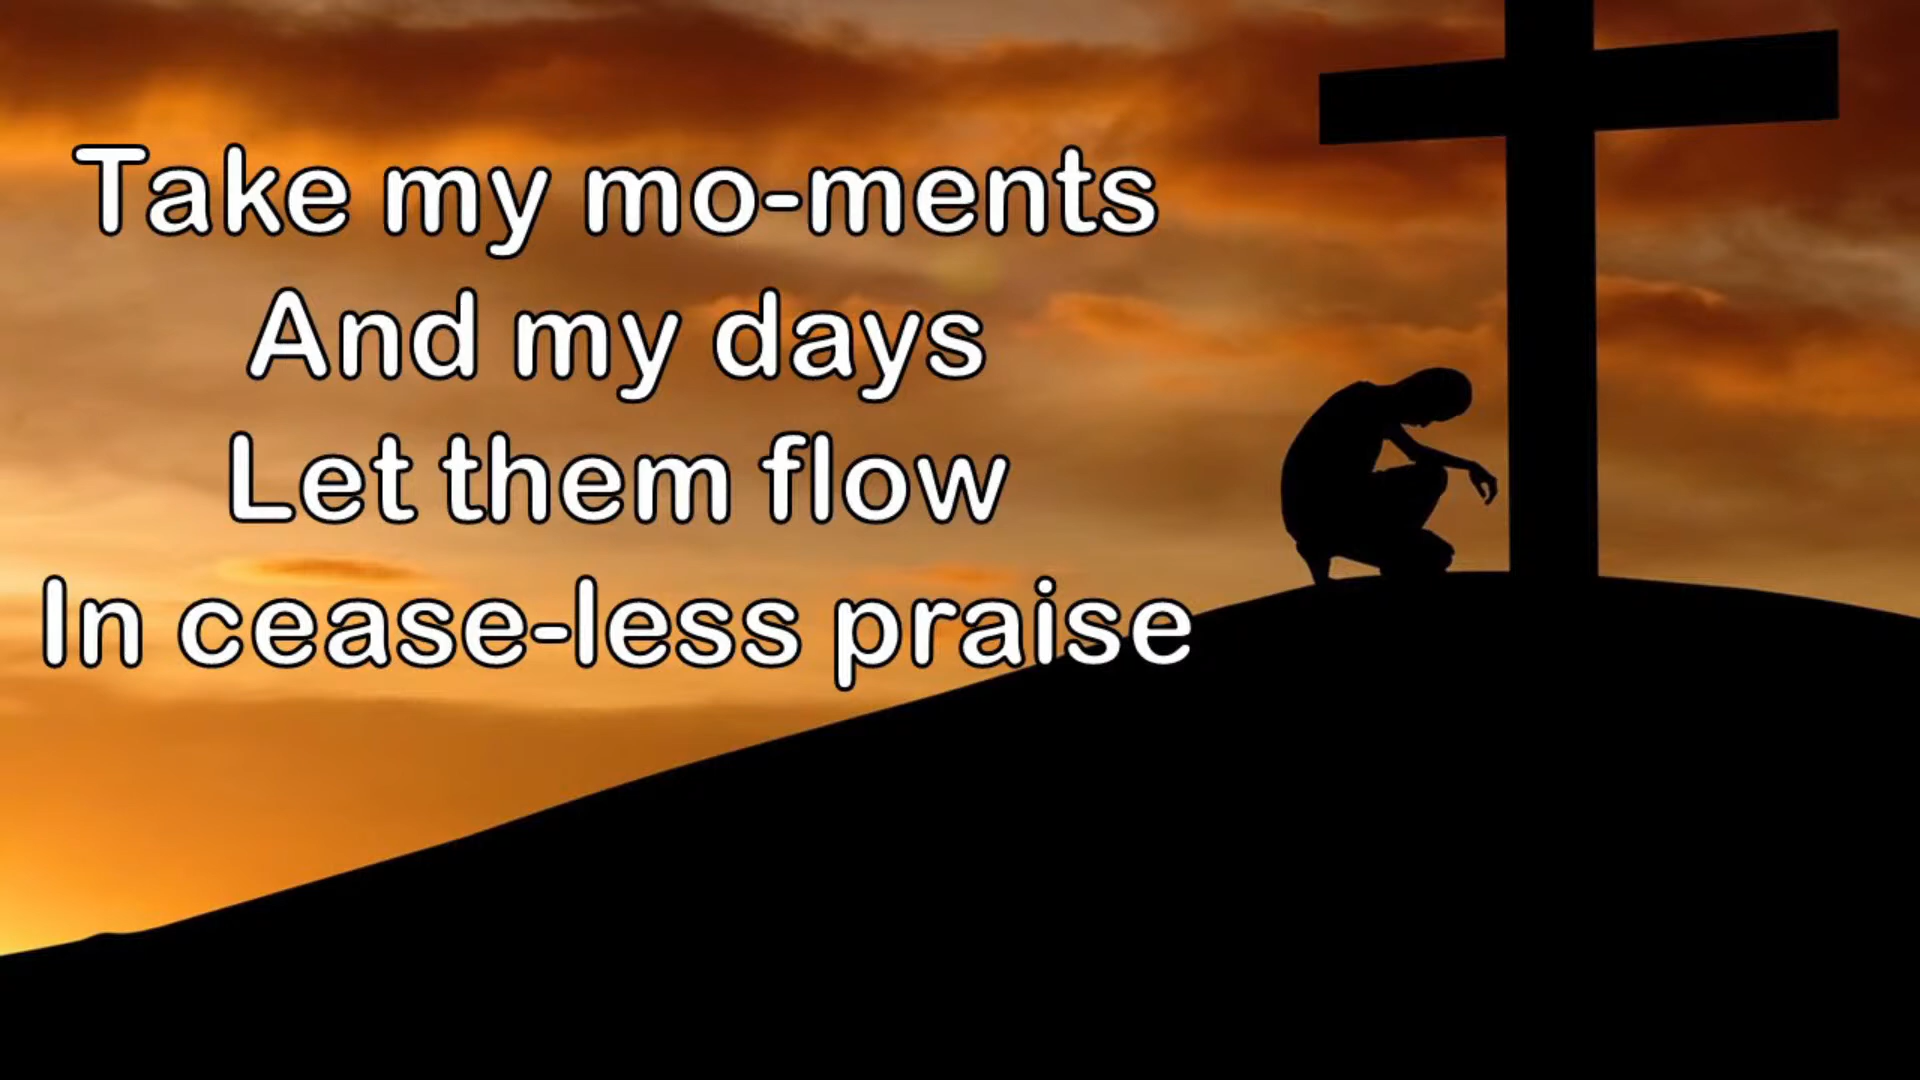 Take my mo-ments
And my days
Let them flow
In cease-less praise